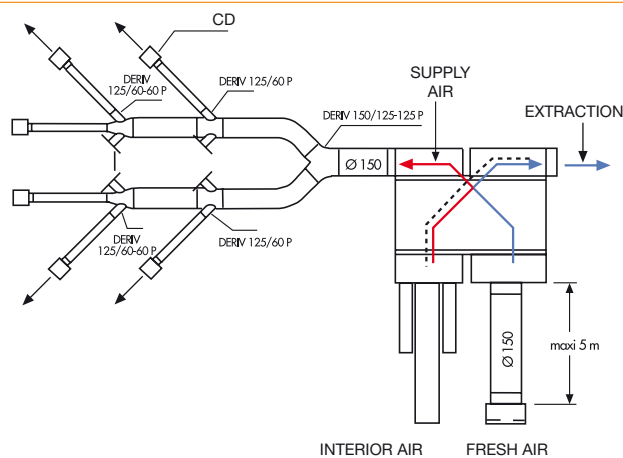 CD
DERIV
125/60-60 P
DERIV 125/60 P
SUPPLY
AIR
DERIV 150/125-125 P
EXTRACTION
Ø 150
DERIV
125/60-60 P
DERIV 125/60 P
Ø 150
maxi 5 m
INTERIOR AIR
FRESH AIR